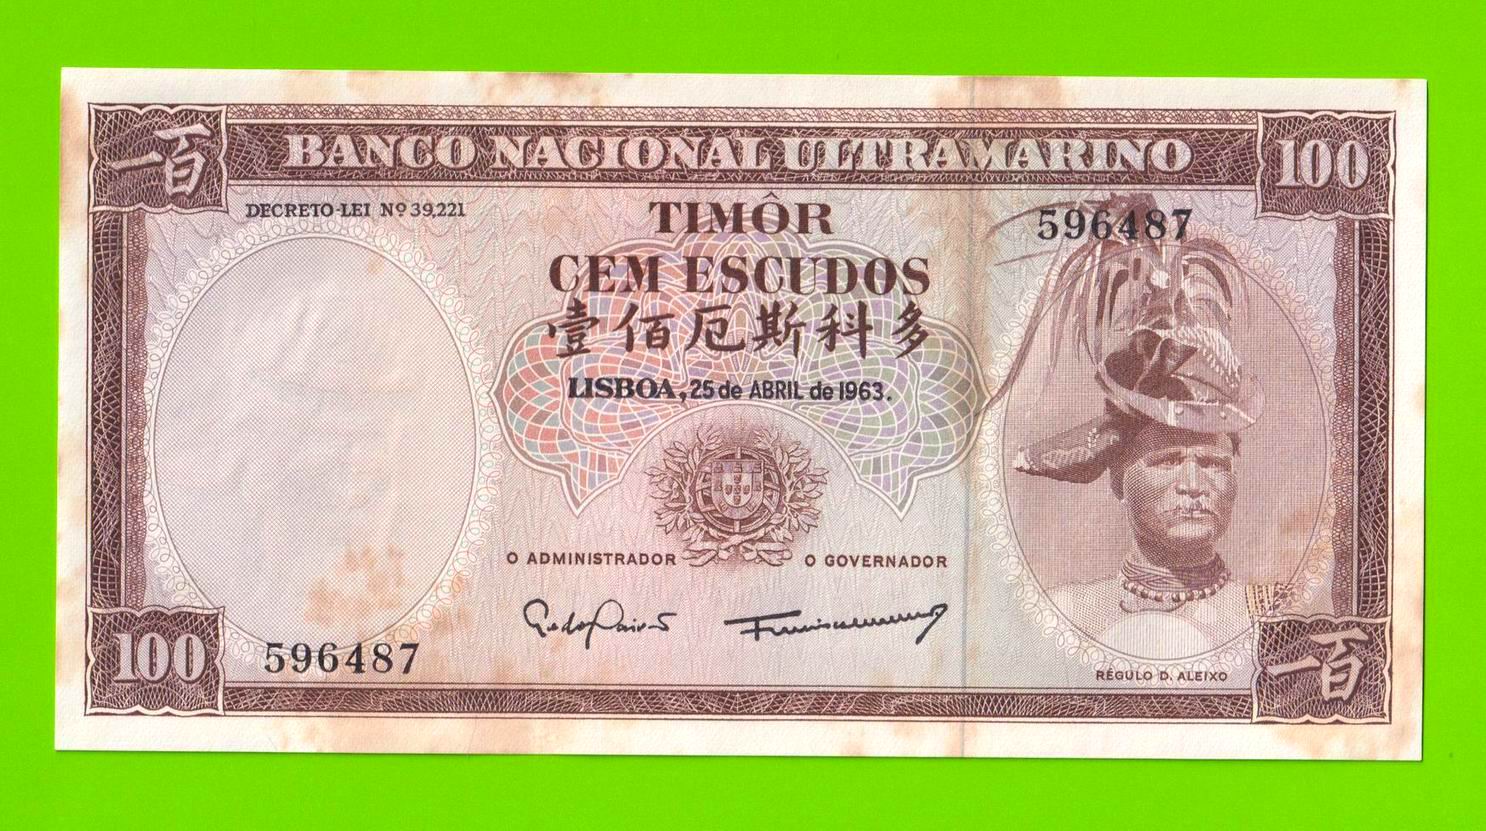 一百
BANCO NACIONAL ULTRAMARINO
100
DECRETO-LEI Nº 39,221
TIMÔR
596487
CEM ESCUDOS
壹佰厄斯科多
LISBOA, 25 de ABRIL de 1963.
O ADMINISTRADOR
O GOVERNADOR
100
596487
RÉGULO D. ALEIXO
一百